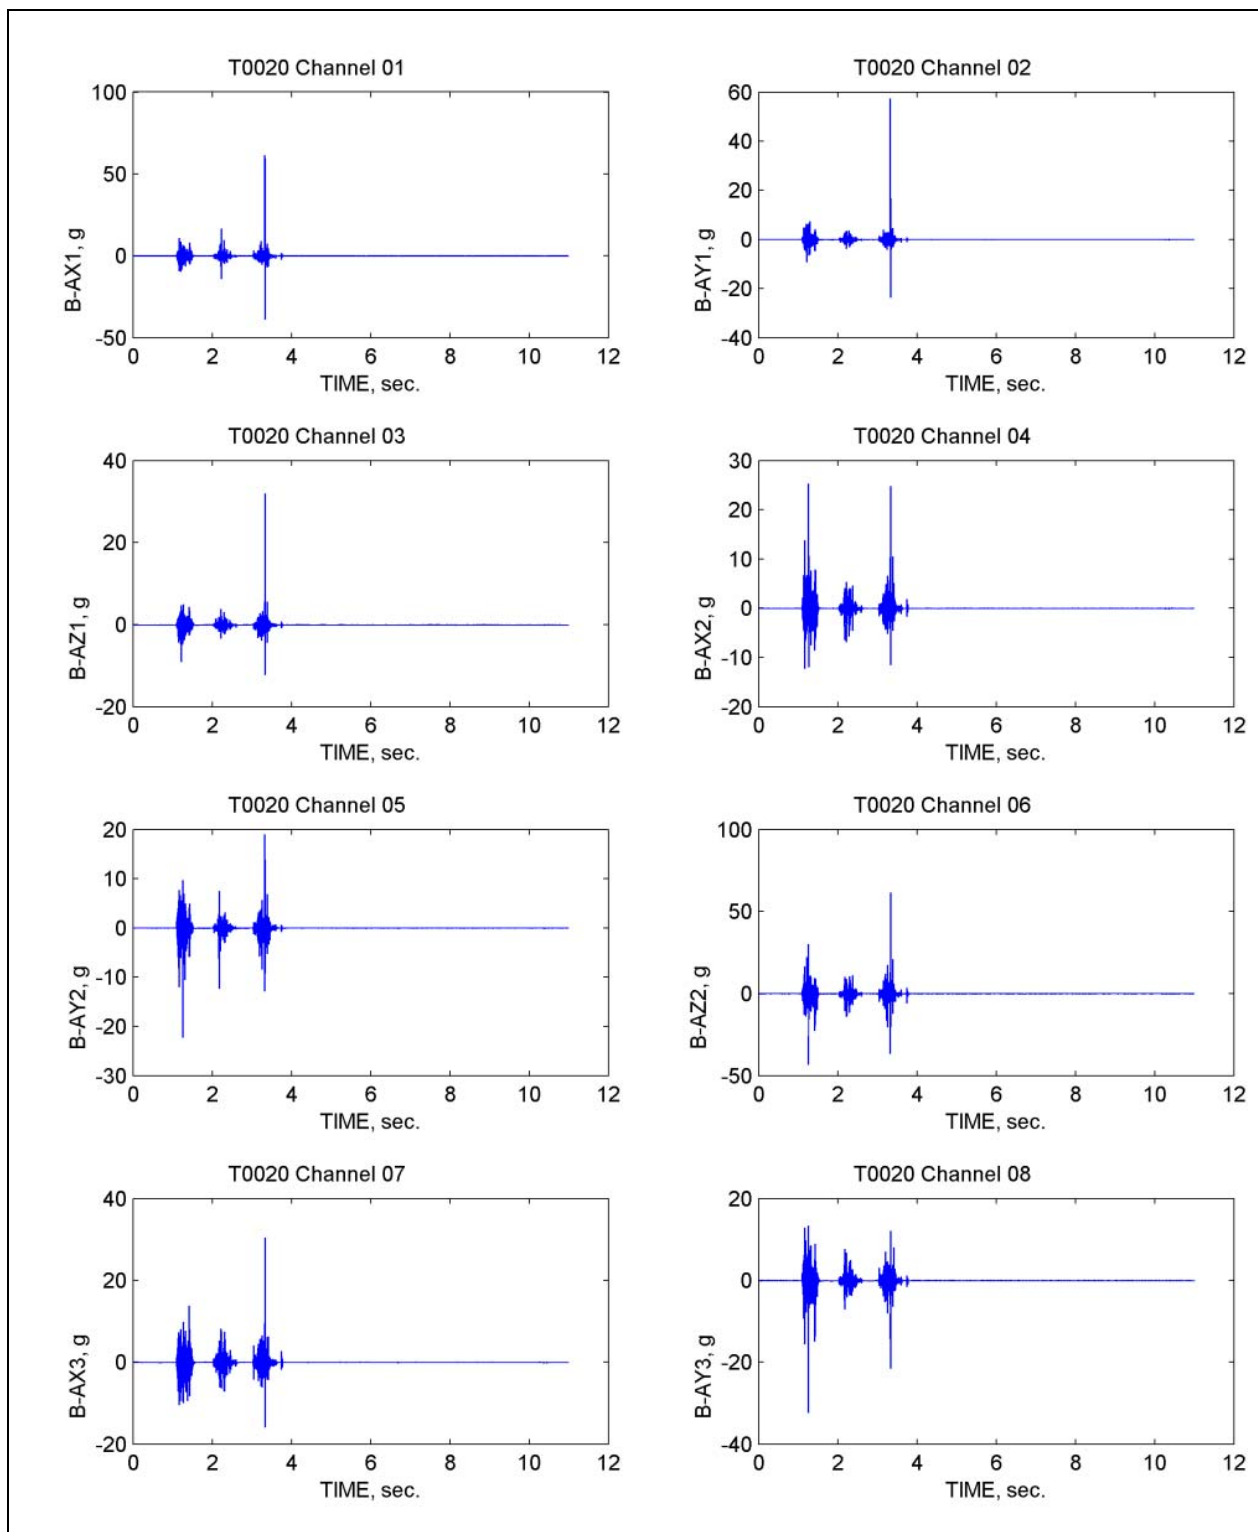 T0020 Channel 01
100
50
0
-50
B-AX1, g
0 2 4 6 8 10 12
TIME, sec.
T0020 Channel 02
60
40
20
0
-20
-40
B-AY1, g
0 2 4 6 8 10 12
TIME, sec.
T0020 Channel 03
40
20
0
-20
B-AZ1, g
0 2 4 6 8 10 12
TIME, sec.
T0020 Channel 04
30
20
10
0
-10
-20
B-AX2, g
0 2 4 6 8 10 12
TIME, sec.
T0020 Channel 05
20
10
0
-10
-20
-30
B-AY2, g
0 2 4 6 8 10 12
TIME, sec.
T0020 Channel 06
100
50
0
-50
B-AZ2, g
0 2 4 6 8 10 12
TIME, sec.
T0020 Channel 07
40
20
0
-20
B-AX3, g
0 2 4 6 8 10 12
TIME, sec.
T0020 Channel 08
20
0
-20
-40
B-AY3, g
0 2 4 6 8 10 12
TIME, sec.